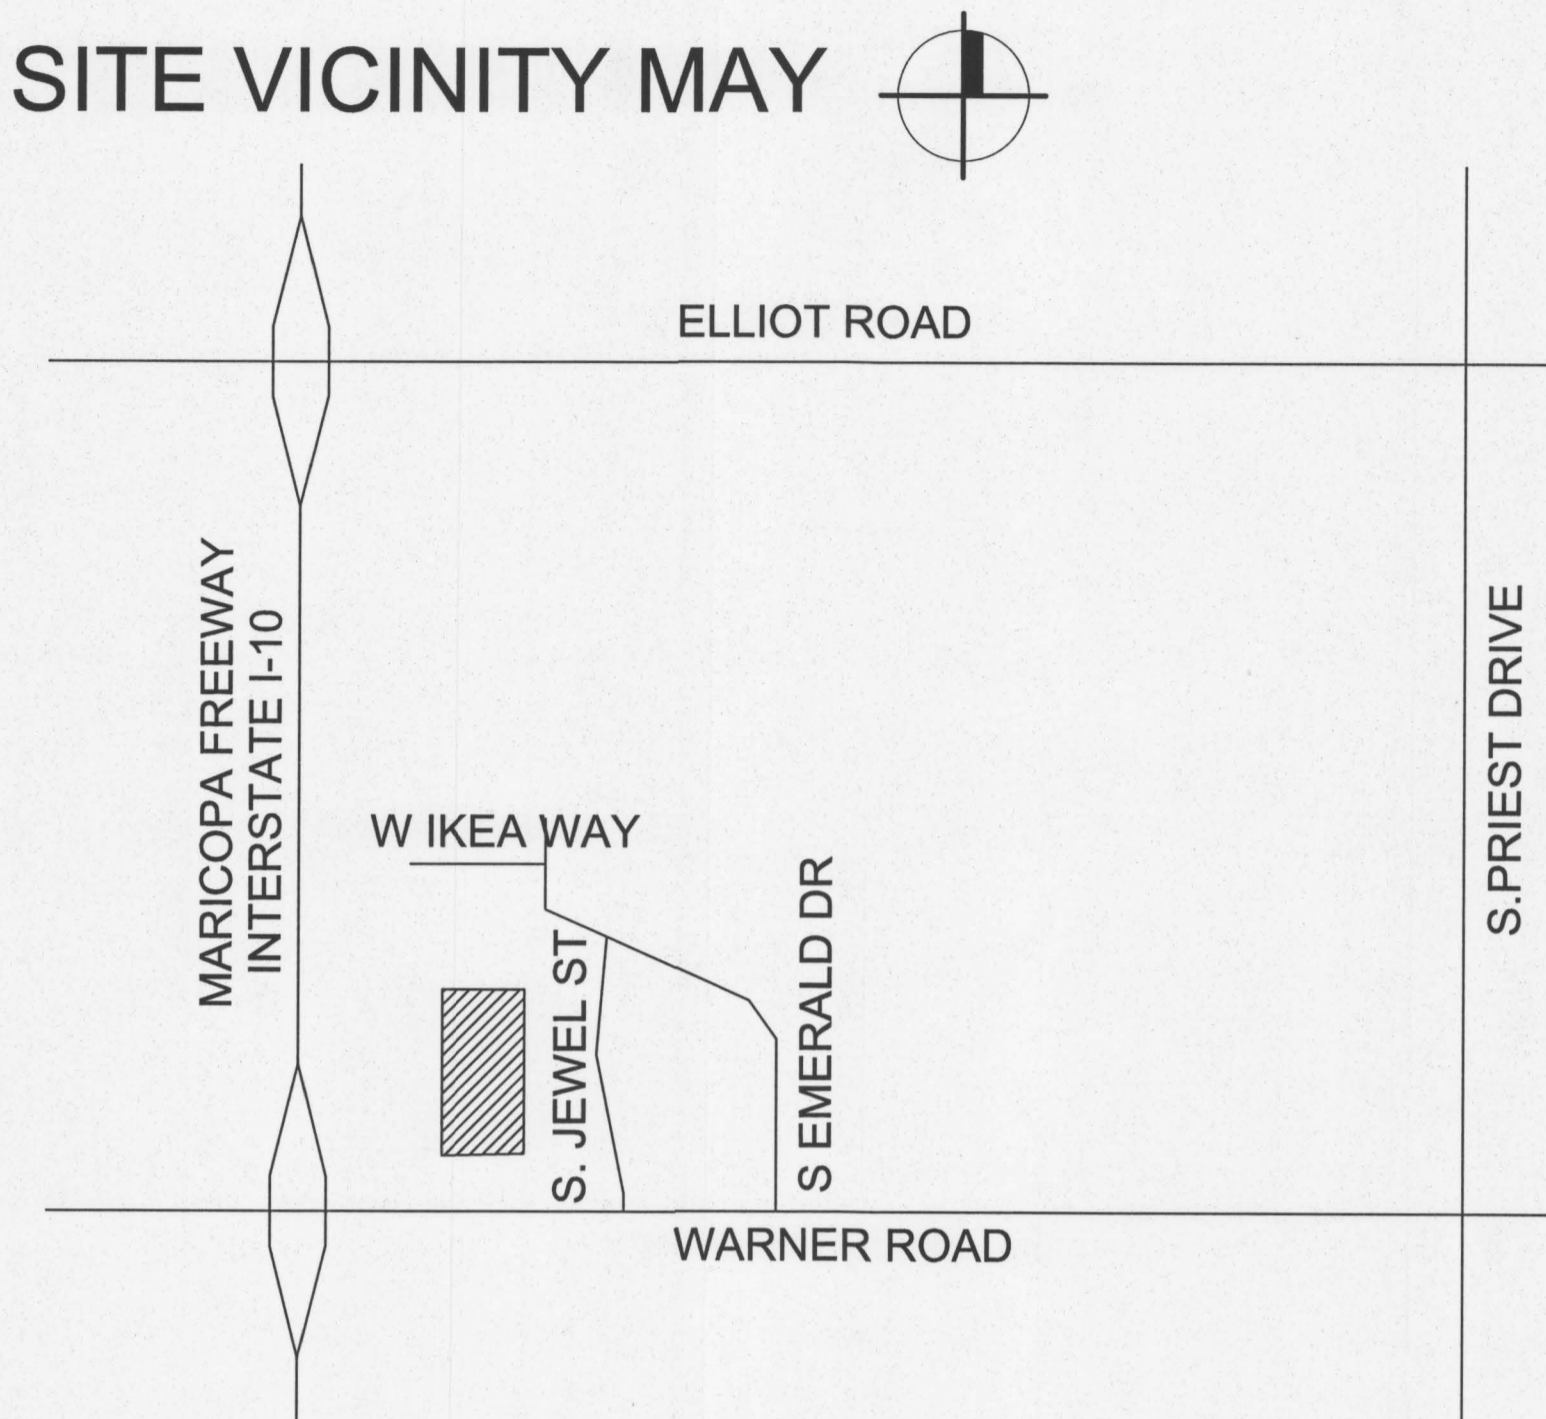 SITE VICINITY MAY
ELLIOT ROAD
MARICOPA FREEWAY
INTERSTATE I-10
S.PRIEST DRIVE
W IKEA WAY
S. JEWEL ST
S EMERALD DR
WARNER ROAD